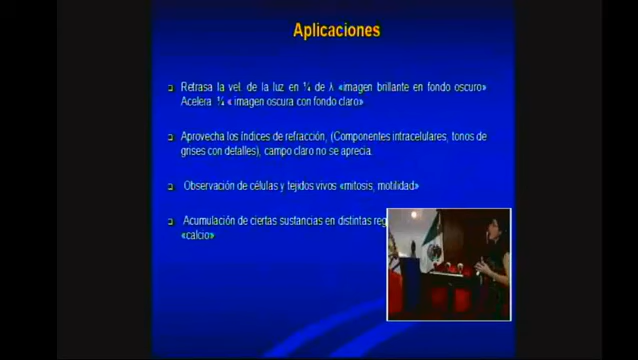 Aplicaciones
Retrasa la vel. de la luz en ¼ de λ «imagen brillante en fondo oscuro»
Acelera ¼ « imagen oscura con fondo claro»
Aprovecha los índices de refracción, (Componentes intracelulares, tonos de
grises con detalles), campo claro no se aprecia.
Observación de células y tejidos vivos «mitosis, motilidad»
Acumulación de ciertas sustancias en distintas
«calcio»